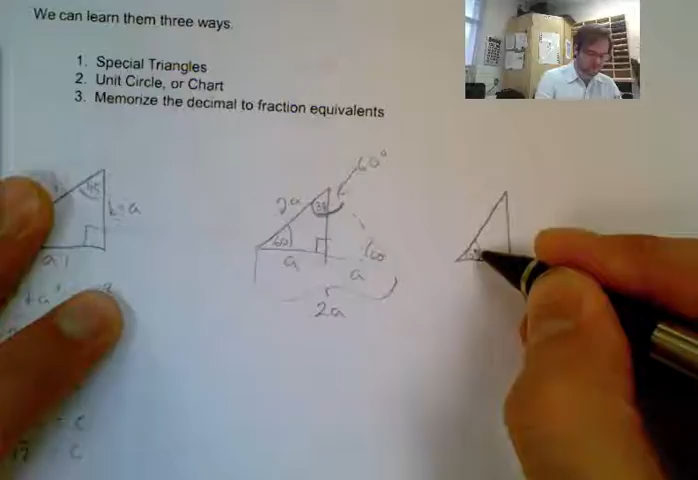 We can learn them three ways.
1. Special Triangles
2. Unit Circle, or Chart
3. Memorize the decimal to fraction equivalents
60°
45
b=a
2a
30
60
a
60
a
2a